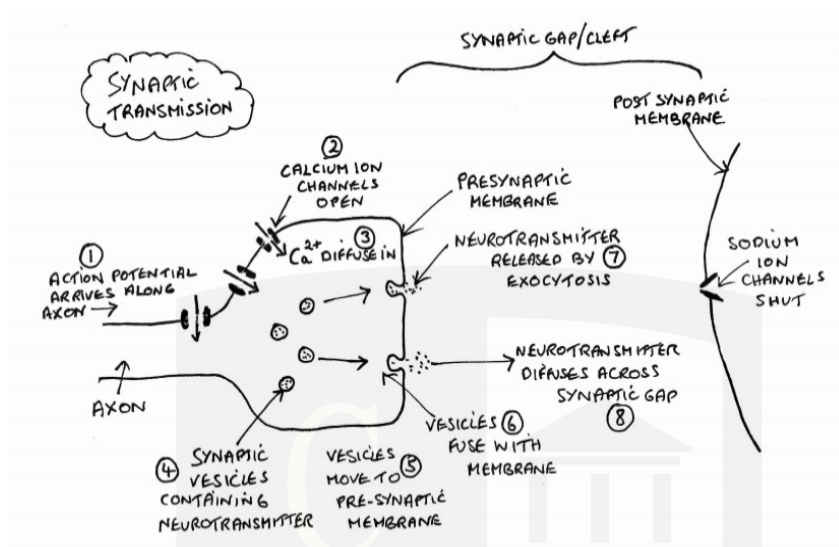 SYNAPTIC GAP/CLEFT
SYNAPTIC
TRANSMISSION
POST SYNAPTIC
MEMBRANE
②
CALCIUM ION
CHANNELS
OPEN
PRESYNAPTIC
MEMBRANE
③
Ca²⁺ DIFFUSE IN
①
ACTION POTENTIAL
ARRIVES ALONG
AXON
NEUROTRANSMITTER
RELEASED BY ⑦
EXOCYTOSIS
SODIUM
ION
CHANNELS
SHUT
AXON
NEUROTRANSMITTER
DIFFUSES ACROSS
SYNAPTIC GAP
⑧
④ SYNAPTIC
VESICLES
CONTAINING
NEUROTRANSMITTER
VESICLES
MOVE TO ⑤
PRE-SYNAPTIC
MEMBRANE
VESICLES ⑥
FUSE WITH
MEMBRANE